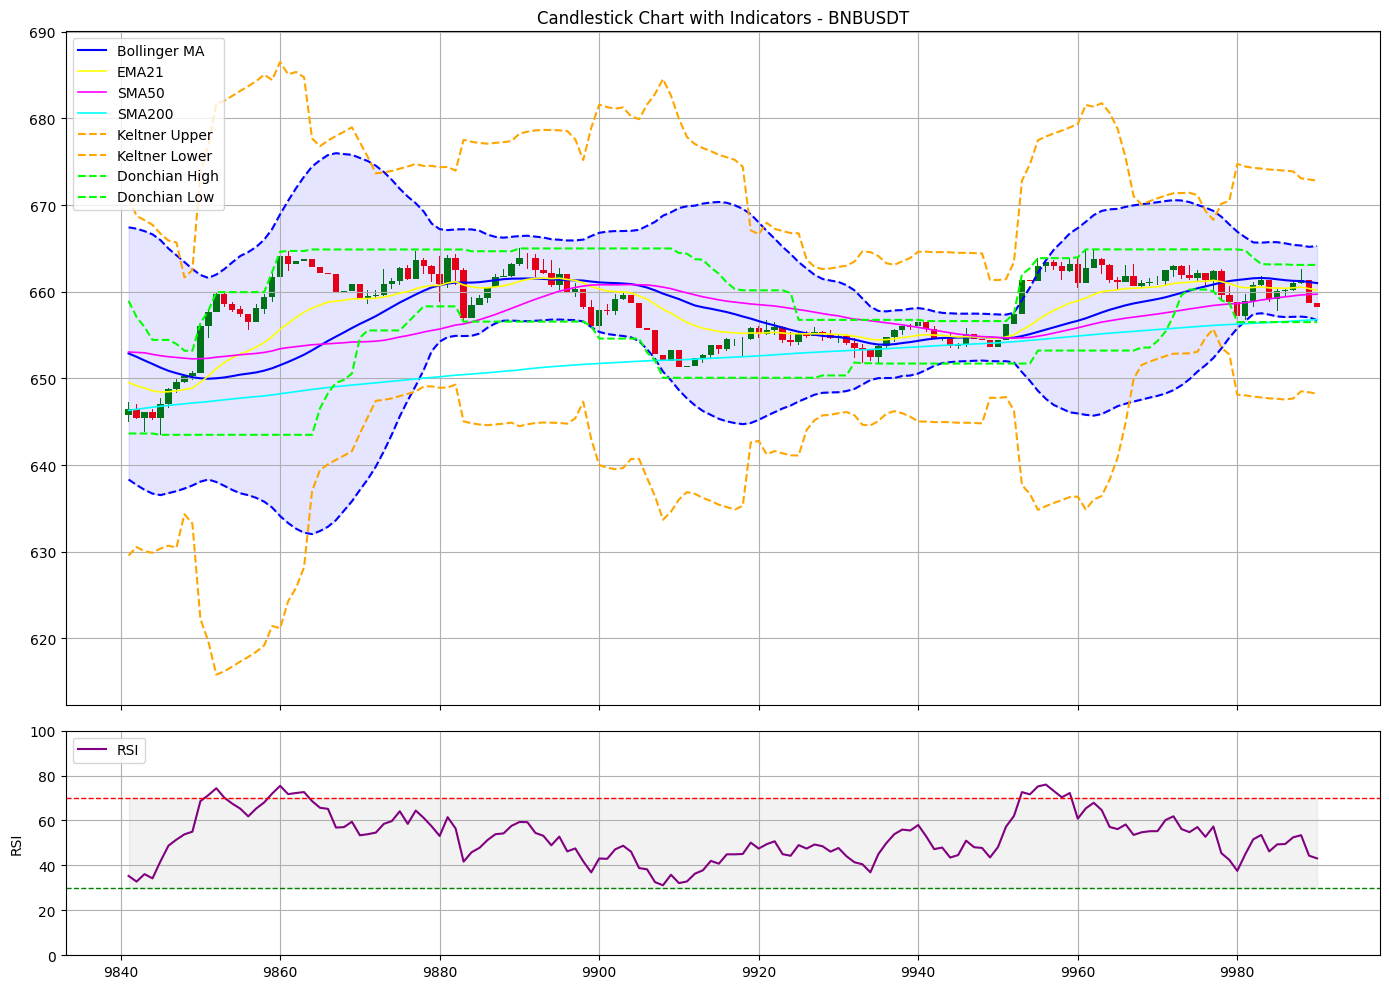 Candlestick Chart with Indicators - BNBUSDT
690
680
670
660
650
640
630
620
Bollinger MA
EMA21
SMA50
SMA200
Keltner Upper
Keltner Lower
Donchian High
Donchian Low
100
80
60
40
20
0
RSI
RSI
9840 9860 9880 9900 9920 9940 9960 9980